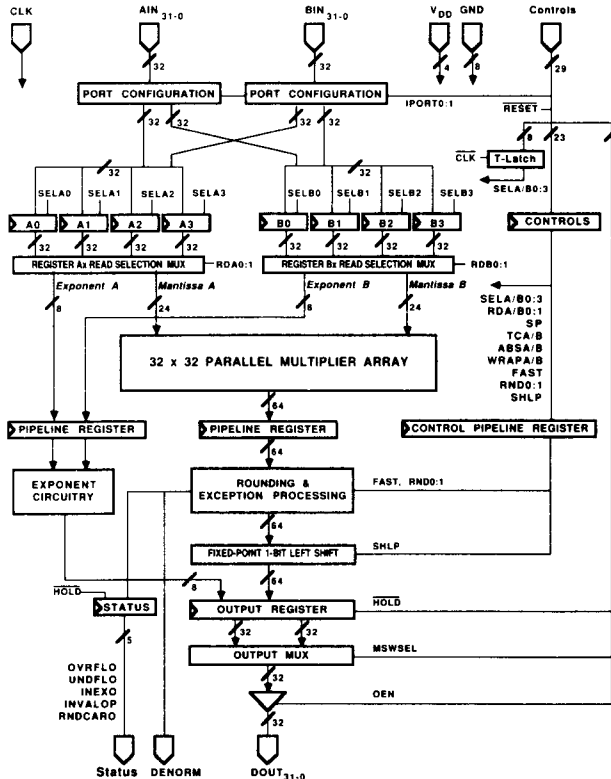 CLK
AIN 31-0
BIN 31-0
VDD GND
Controls
32
32
4
8
29
PORT CONFIGURATION
PORT CONFIGURATION
IPORT0:1
RESET
32
32
32
32
8
23
32
32
CLK
T-Latch
SELA/B0:3
SELA0
SELA1
SELA2
SELA3
SELB0
SELB1
SELB2
SELB3
A0
A1
A2
A3
B0
B1
B2
B3
CONTROLS
32
32
32
32
32
32
32
32
REGISTER Ax READ SELECTION MUX
RDA0:1
REGISTER Bx READ SELECTION MUX
RDB0:1
Exponent A
Mantissa A
Exponent B
Mantissa B
8
24
8
24
SELA/B0:3
RDA/B0:1
SP
TCA/B
ABSA/B
WRAPA/B
FAST
RND0:1
SHLP
32 x 32 PARALLEL MULTIPLIER ARRAY
64
PIPELINE REGISTER
PIPELINE REGISTER
CONTROL PIPELINE REGISTER
64
EXPONENT CIRCUITRY
ROUNDING &
EXCEPTION PROCESSING
FAST, RND0:1
64
FIXED-POINT 1-BIT LEFT SHIFT
SHLP
64
HOLD
8
STATUS
OUTPUT REGISTER
HOLD
5
32
32
OUTPUT MUX
MSWSEL
OVRFLO
UNDFLO
INEXO
INVALOP
RNDCARO
32
OEN
32
Status
DENORM
DOUT 31-0